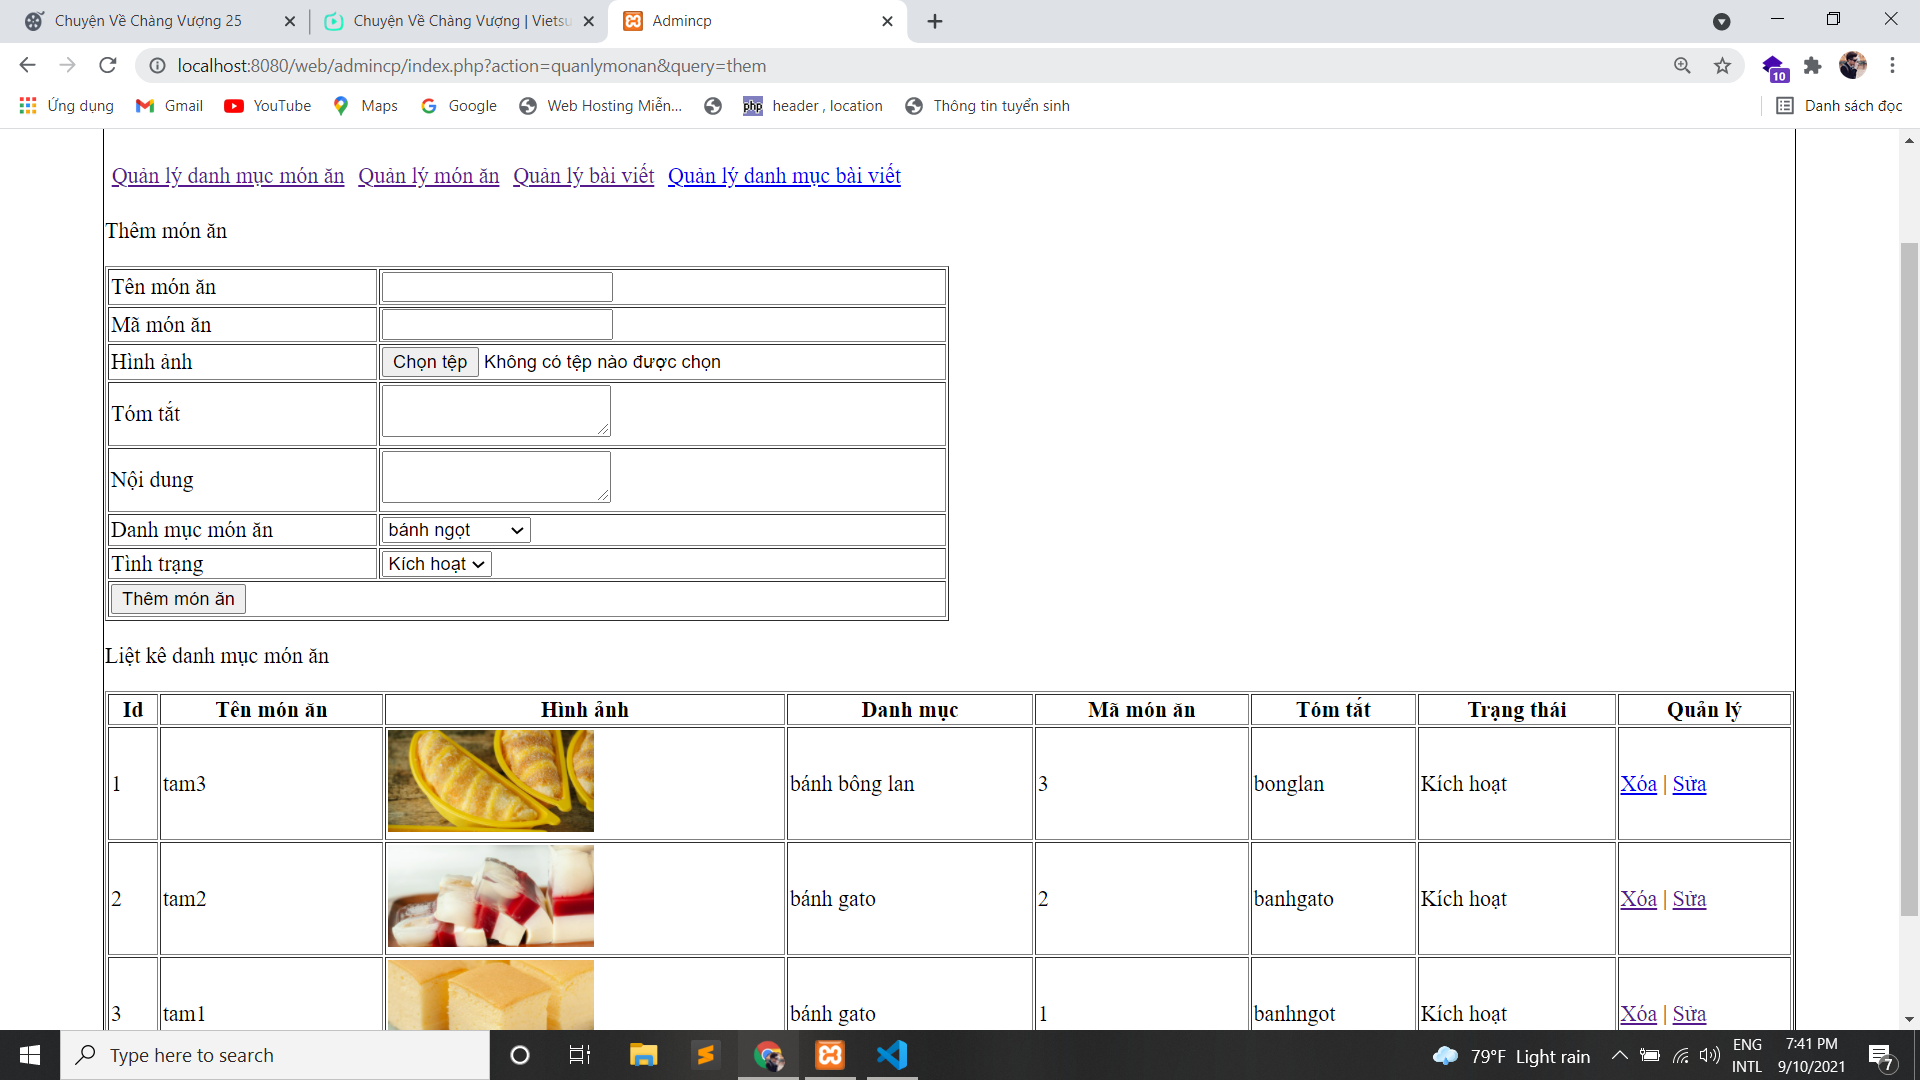 Chuyện Về Chàng Vượng 25
Chuyện Về Chàng Vượng | Vietsu
Admincp
localhost:8080/web/admincp/index.php?action=quanlymonan&query=them
10
Ứng dụng
Gmail
YouTube
Maps
Google
Web Hosting Miễn...
php
header , location
Thông tin tuyển sinh
Danh sách đọc
Quản lý danh mục món ăn Quản lý món ăn Quản lý bài viết Quản lý danh mục bài viết
Thêm món ăn
Tên món ăn
Mã món ăn
Hình ảnh Chọn tệp Không có tệp nào được chọn
Tóm tắt
Nội dung
Danh mục món ăn bánh ngọt
Tình trạng Kích hoạt
Thêm món ăn
Liệt kê danh mục món ăn
Id Tên món ăn Hình ảnh Danh mục Mã món ăn Tóm tắt Trạng thái Quản lý
1 tam3 bánh bông lan 3 bonglan Kích hoạt Xóa | Sửa
2 tam2 bánh gato 2 banhgato Kích hoạt Xóa | Sửa
3 tam1 bánh gato 1 banhngot Kích hoạt Xóa | Sửa
Type here to search
79°F Light rain
ENG
INTL
7:41 PM
9/10/2021
7